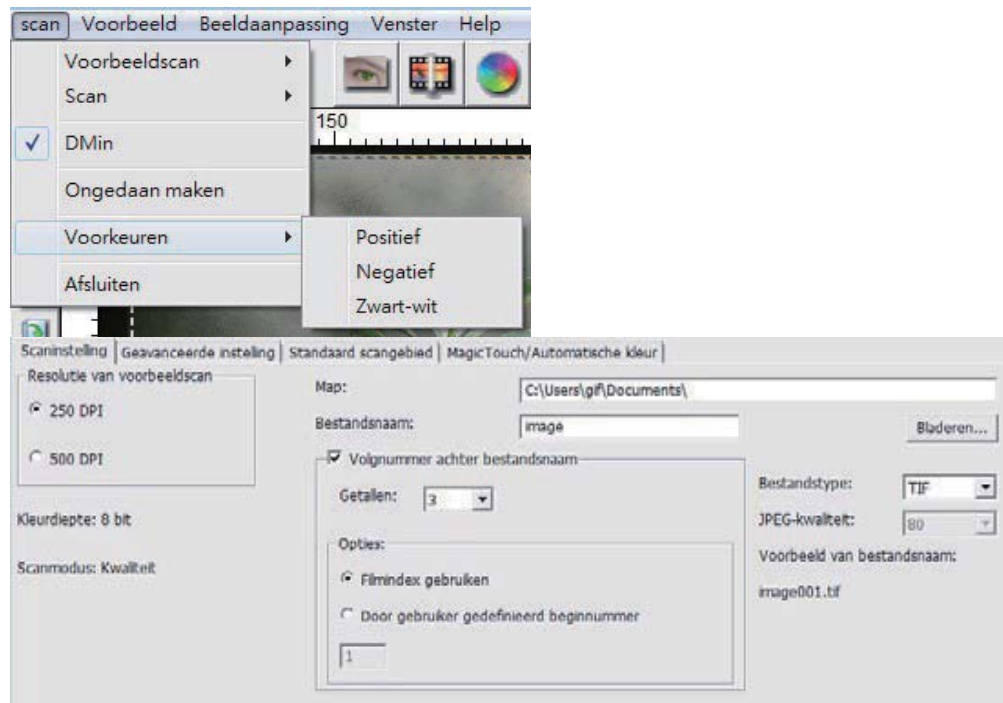 scan Voorbeeld Beeldaanpassing Venster Help
Voorbeeldscan
Scan
150
DMin
Ongedaan maken
Voorkeuren
Positief
Negatief
Zwart-wit
Afsluiten
Scaninstelling Geavanceerde insteling Standaard scangebied MagicTouch/Automatische kleur
Resolutie van voorbeeldscan
250 DPI
500 DPI
Kleurdiepte: 8 bit
Scanmodus: Kwaliteit
Map: C:\Users\gif\Documents\
Bestandsnaam: image Bladeren...
Volgnummer achter bestandsnaam
Getallen: 3
Opties:
Filmindex gebruiken
Door gebruiker gedefinieerd beginnummer
1
Bestandstype: TIF
JPEG-kwaliteit: 80
Voorbeeld van bestandsnaam:
image001.tif